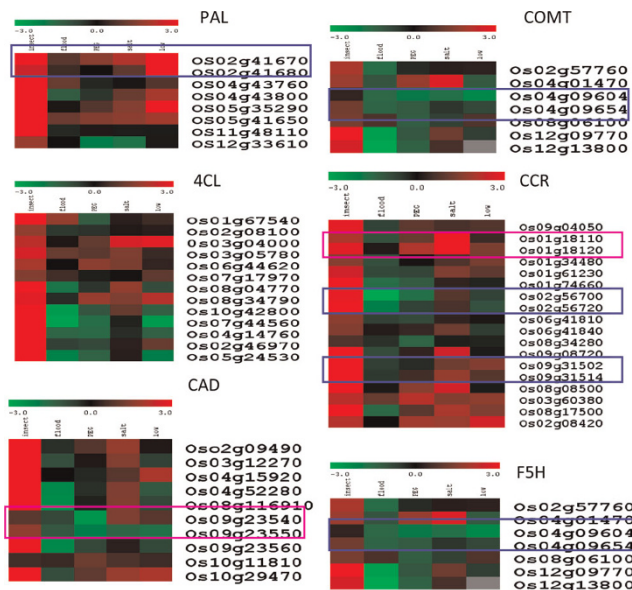 PAL
-3.0 0.0 3.0
insect flood PEG salt low
Os02g41670
Os02g41680
Os04g43760
Os04g43800
Os05g35290
Os05g41650
Os11g48110
Os12g33610
COMT
-3.0 0.0 3.0
insect flood PEG salt low
Os02g57760
Os04g01470
Os04g09604
Os04g09654
Os08g06100
Os12g09770
Os12g13800
4CL
-3.0 0.0 3.0
insect flood PEG salt low
Os01g67540
Os02g08100
Os03g04000
Os03g05780
Os06g44620
Os07g17970
Os08g04770
Os08g34790
Os10g42800
Os07g44560
Os04g14760
Os02g46970
Os05g24530
CCR
-3.0 0.0 3.0
insect flood PEG salt low
Os09g04050
Os01g18110
Os01g18120
Os01g34480
Os01g61230
Os01g74660
Os02g56700
Os02g56720
Os06g41810
Os06g41840
Os08g34280
Os09g08720
Os09g31502
Os09g31514
Os08g08500
Os03g60380
Os08g17500
Os02g08420
CAD
-3.0 0.0 3.0
insect flood PEG salt low
Oso2g09490
Os03g12270
Os04g15920
Os04g52280
Os08g116910
Os09g23540
Os09g23550
Os09g23560
Os10g11810
Os10g29470
F5H
-3.0 0.0 3.0
insect flood PEG salt low
Os02g57760
Os04g01470
Os04g09604
Os04g09654
Os08g06100
Os12g09770
Os12g13800